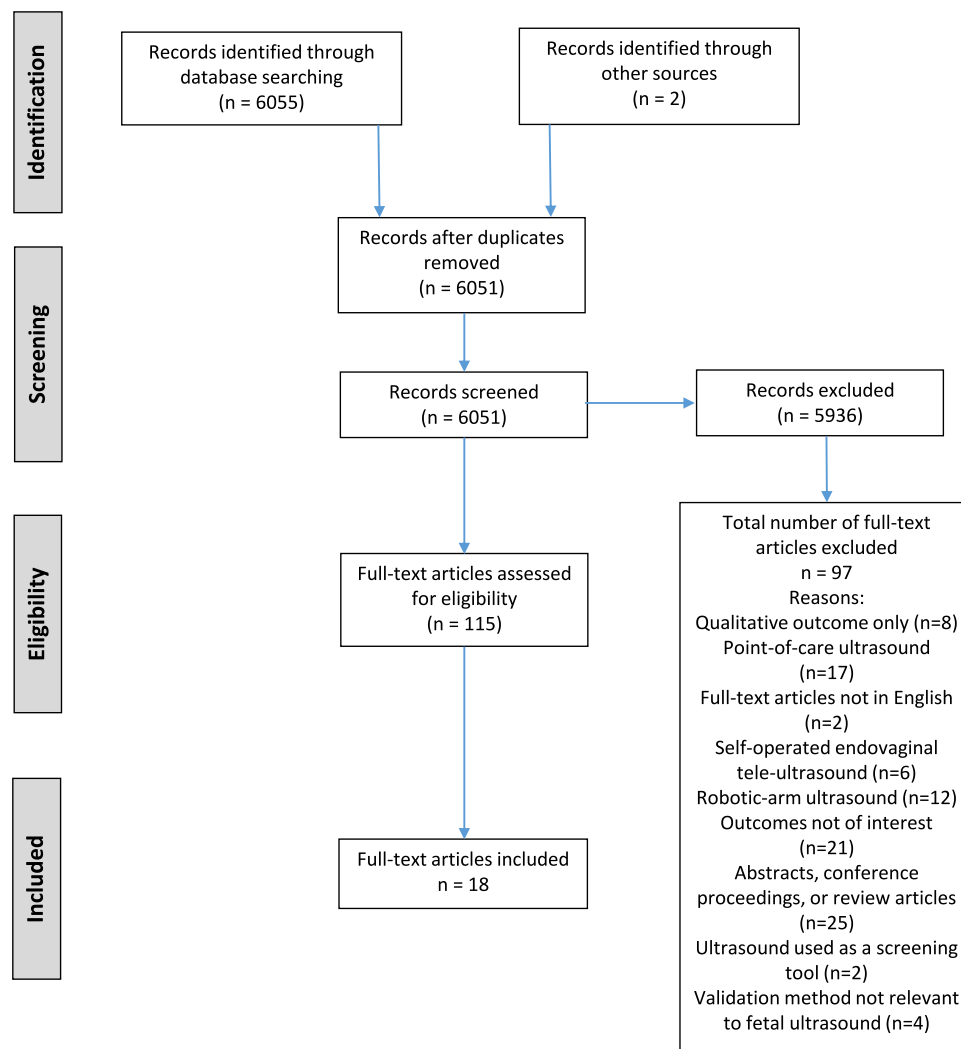 Identification
Records identified through
database searching
(n = 6055)
Records identified through
other sources
(n = 2)
Screening
Records after duplicates
removed
(n = 6051)
Records screened
(n = 6051)
Records excluded
(n = 5936)
Eligibility
Full-text articles assessed
for eligibility
(n = 115)
Total number of full-text
articles excluded
n = 97
Reasons:
Qualitative outcome only (n=8)
Point-of-care ultrasound
(n=17)
Full-text articles not in English
(n=2)
Self-operated endovaginal
tele-ultrasound (n=6)
Robotic-arm ultrasound (n=12)
Outcomes not of interest
(n=21)
Abstracts, conference
proceedings, or review articles
(n=25)
Ultrasound used as a screening
tool (n=2)
Validation method not relevant
to fetal ultrasound (n=4)
Included
Full-text articles included
n = 18